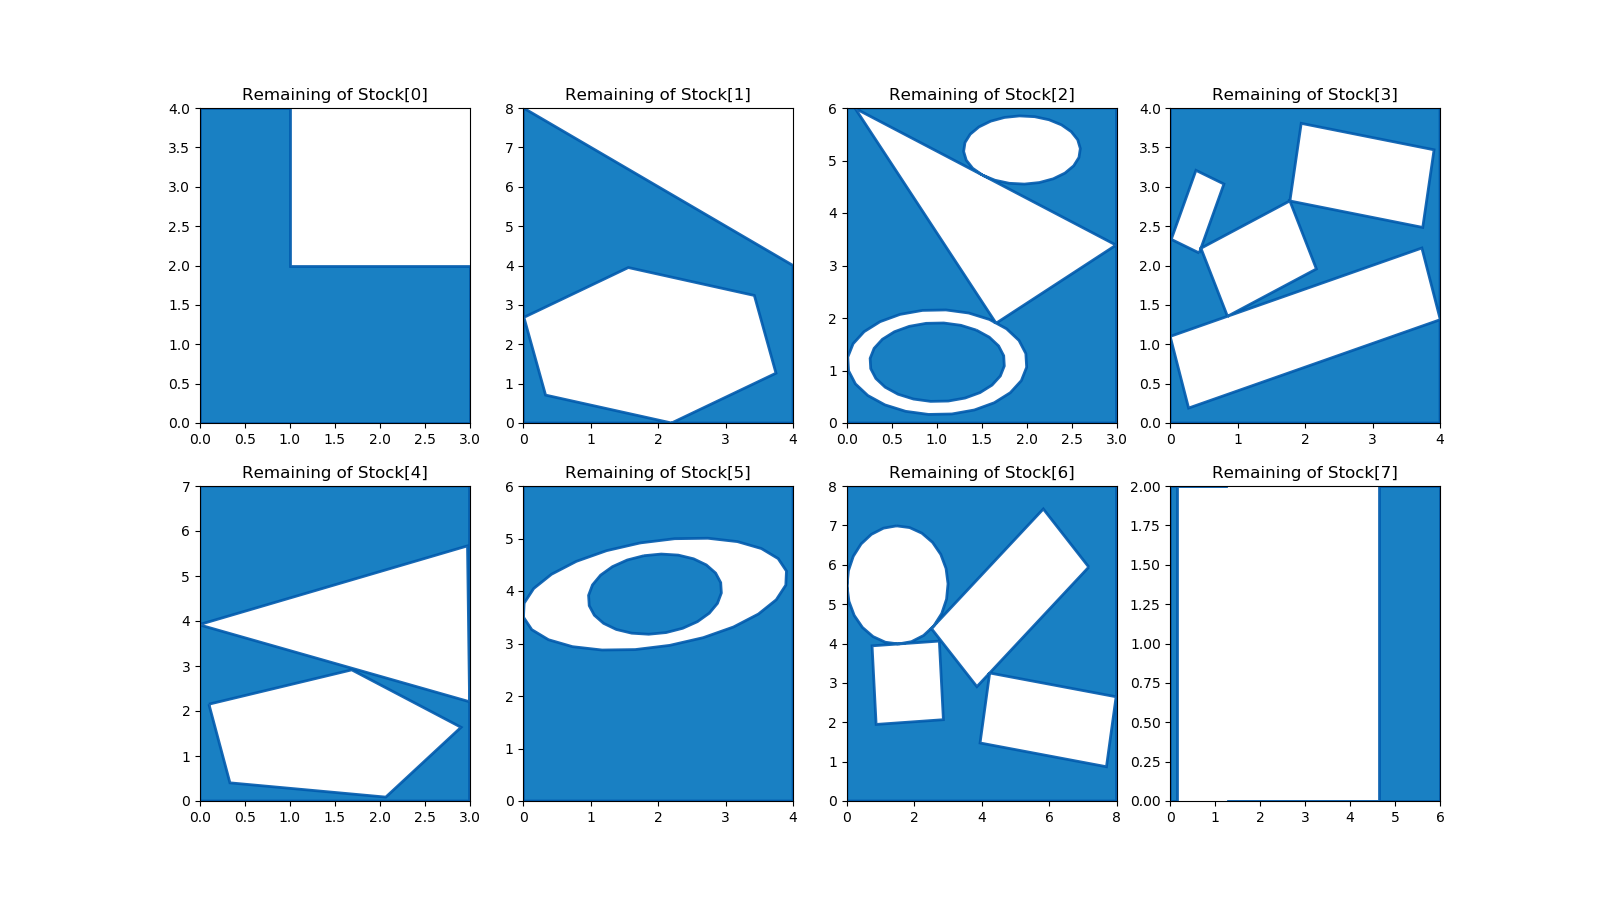 Remaining of Stock[0] Remaining of Stock[1] Remaining of Stock[2] Remaining of Stock[3]
4.0 8 6 4.0
3.5 7 3.5
5
3.0 6 3.0
4
2.5 5 2.5
2.0 4 3 2.0
1.5 3 1.5
2
1.0 2 1.0
1
0.5 1 0.5
0.0 0 0 0.0
0.0 0.5 1.0 1.5 2.0 2.5 3.0 0 1 2 3 4 0.0 0.5 1.0 1.5 2.0 2.5 3.0 0 1 2 3 4
Remaining of Stock[4] Remaining of Stock[5] Remaining of Stock[6] Remaining of Stock[7]
7 6 8 2.00
6 7 1.75
5
5 6 1.50
4
4 5 1.25
3 4 1.00
3
3 0.75
2 2
2 0.50
1 1 1 0.25
0 0 0 0.00
0.0 0.5 1.0 1.5 2.0 2.5 3.0 0 1 2 3 4 0 2 4 6 8 0 1 2 3 4 5 6